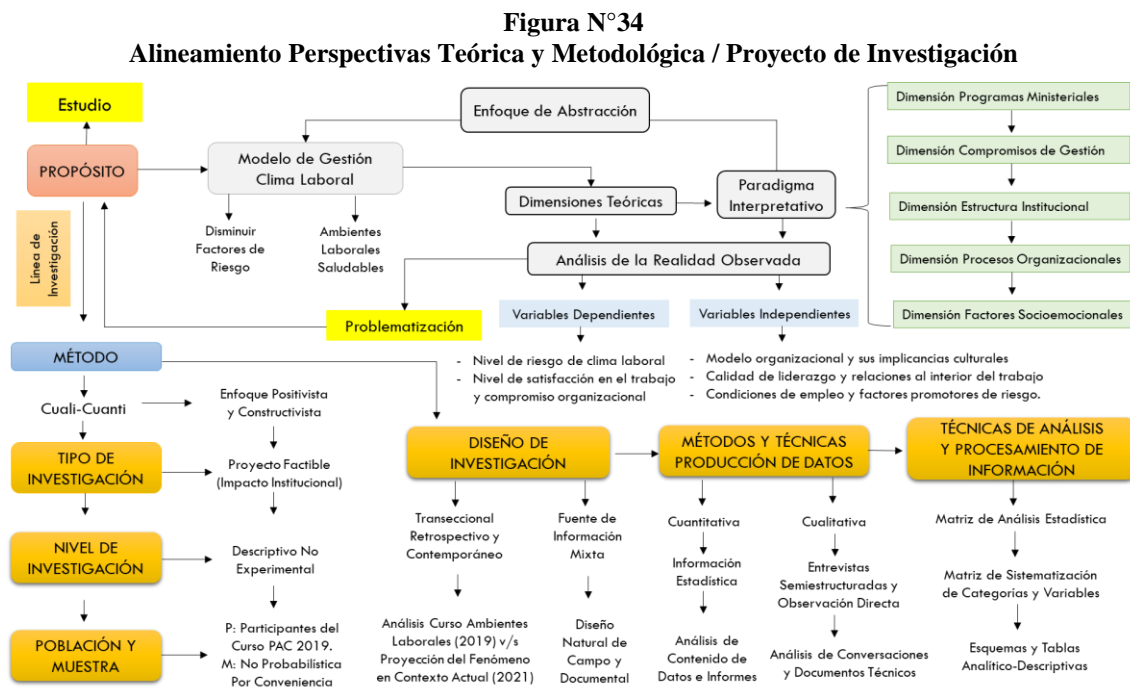 Figura N°34
Alineamiento Perspectivas Teórica y Metodológica / Proyecto de Investigación
Estudio
PROPÓSITO
Línea de
Investigación
Enfoque de Abstracción
Modelo de Gestión
Clima Laboral
Disminuir
Factores de
Riesgo
Ambientes
Laborales
Saludables
Dimensiones Teóricas
Paradigma
Interpretativo
Análisis de la Realidad Observada
Problematización
Variables Dependientes
Variables Independientes
- Nivel de riesgo de clima laboral
- Nivel de satisfacción en el trabajo
y compromiso organizacional
- Modelo organizacional y sus implicancias culturales
- Calidad de liderazgo y relaciones al interior del trabajo
- Condiciones de empleo y factores promotores de riesgo.
Dimensión Programas Ministeriales
Dimensión Compromisos de Gestión
Dimensión Estructura Institucional
Dimensión Procesos Organizacionales
Dimensión Factores Socioemocionales
MÉTODO
Cuali-Cuanti
Enfoque Positivista
y Constructivista
TIPO DE
INVESTIGACIÓN
Proyecto Factible
(Impacto Institucional)
NIVEL DE
INVESTIGACIÓN
Descriptivo No
Experimental
POBLACIÓN Y
MUESTRA
P: Participantes del
Curso PAC 2019.
M: No Probabilística
Por Conveniencia
DISEÑO DE
INVESTIGACIÓN
Transeccional
Retrospectivo y
Contemporáneo
Análisis Curso Ambientes
Laborales (2019) v/s
Proyección del Fenómeno
en Contexto Actual (2021)
Fuente de
Información
Mixta
Diseño
Natural de
Campo y
Documental
MÉTODOS Y TÉCNICAS
PRODUCCIÓN DE DATOS
Cuantitativa
Información
Estadística
Análisis de
Contenido de
Datos e Informes
Cualitativa
Entrevistas
Semiestructuradas y
Observación Directa
Análisis de Conversaciones
y Documentos Técnicos
TÉCNICAS DE ANÁLISIS
Y PROCESAMIENTO DE
INFORMACIÓN
Matriz de Análisis Estadística
Matriz de Sistematización
de Categorías y Variables
Esquemas y Tablas
Analítico-Descriptivas